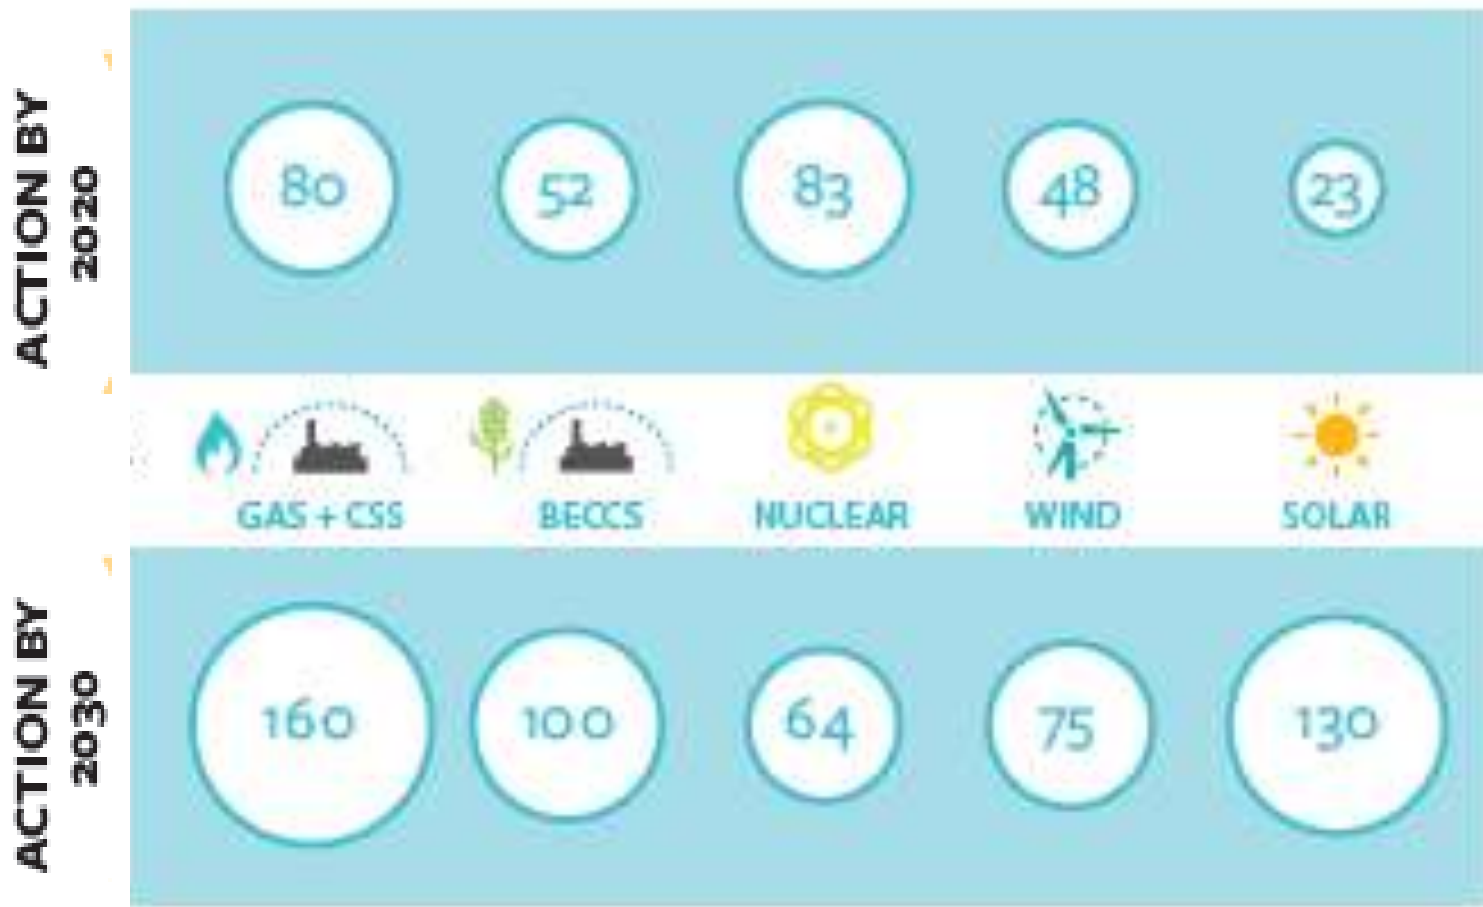 ACTION BY
2020
80 52 83 48 23
GAS + CSS BECCS NUCLEAR WIND SOLAR
ACTION BY
2030
160 100 64 75 130